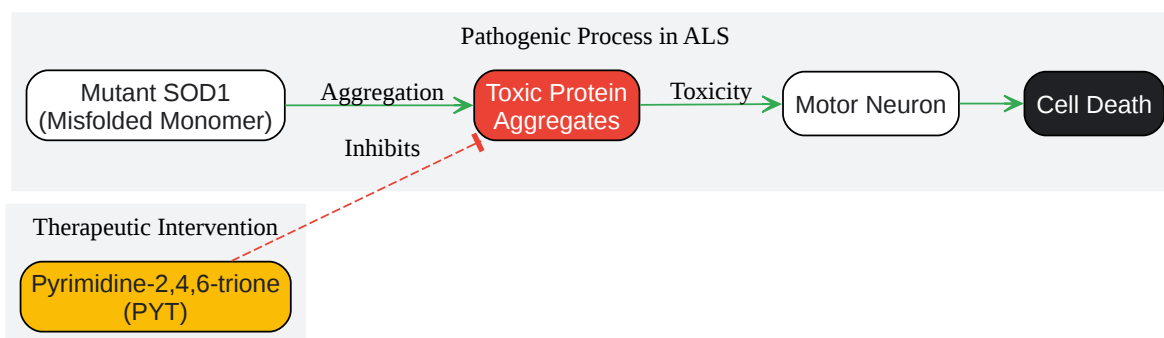 Pathogenic Process in ALS
Mutant SOD1
(Misfolded Monomer)
Aggregation
Toxic Protein
Aggregates
Toxicity
Motor Neuron
Cell Death
Inhibits
Therapeutic Intervention
Pyrimidine-2,4,6-trione
(PYT)